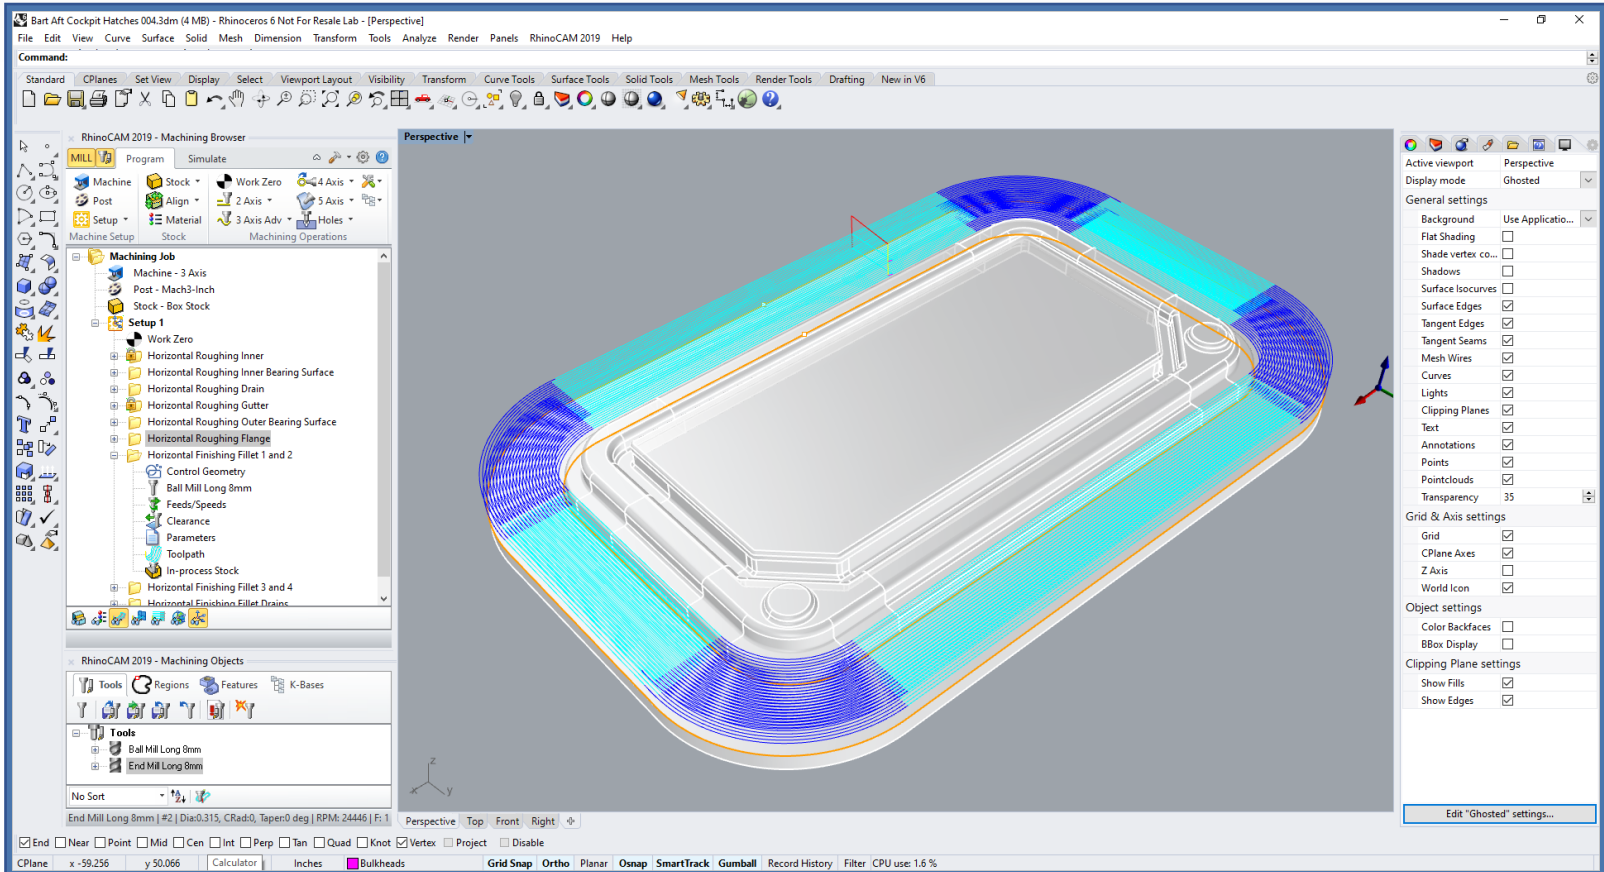 Bart Aft Cockpit Hatches 004.3dm (4 MB) - Rhinoceros 6 Not For Resale Lab - [Perspective]
File Edit View Curve Surface Solid Mesh Dimension Transform Tools Analyze Render Panels RhinoCAM 2019 Help
Command:
Standard CPlanes Set View Display Select Viewport Layout Visibility Transform Curve Tools Surface Tools Solid Tools Mesh Tools Render Tools Drafting New in V6
RhinoCAM 2019 - Machining Browser
MILL Program Simulate
Machine Stock Work Zero 4 Axis
Post Align 2 Axis 5 Axis
Setup Material 3 Axis Adv Holes
Machine Setup Stock Machining Operations
Machining Job
Machine - 3 Axis
Post - Mach3-Inch
Stock - Box Stock
Setup 1
Work Zero
Horizontal Roughing Inner
Horizontal Roughing Inner Bearing Surface
Horizontal Roughing Drain
Horizontal Roughing Gutter
Horizontal Roughing Outer Bearing Surface
Horizontal Roughing Flange
Horizontal Finishing Fillet 1 and 2
Control Geometry
Ball Mill Long 8mm
Feeds/Speeds
Clearance
Parameters
Toolpath
In-process Stock
Horizontal Finishing Fillet 3 and 4
Horizontal Finishing Fillet Drains
RhinoCAM 2019 - Machining Objects
Tools Regions Features K-Bases
Tools
Ball Mill Long 8mm
End Mill Long 8mm
No Sort
End Mill Long 8mm | #2 | Dia:0.315, CRad:0, Taper:0 deg | RPM: 24446 | F: 1
Perspective
z
x
y
Perspective Top Front Right
Active viewport Perspective
Display mode Ghosted
General settings
Background Use Applicatio...
Flat Shading
Shade vertex co...
Shadows
Surface Isocurves
Surface Edges
Tangent Edges
Tangent Seams
Mesh Wires
Curves
Lights
Clipping Planes
Text
Annotations
Points
Pointclouds
Transparency 35
Grid & Axis settings
Grid
CPlane Axes
Z Axis
World Icon
Object settings
Color Backfaces
BBox Display
Clipping Plane settings
Show Fills
Show Edges
Edit "Ghosted" settings...
End Near Point Mid Cen Int Perp Tan Quad Knot Vertex Project Disable
CPlane x -59.256 y 50.066 Calculator Inches Bulkheads Grid Snap Ortho Planar Osnap SmartTrack Gumball Record History Filter CPU use: 1.6 %